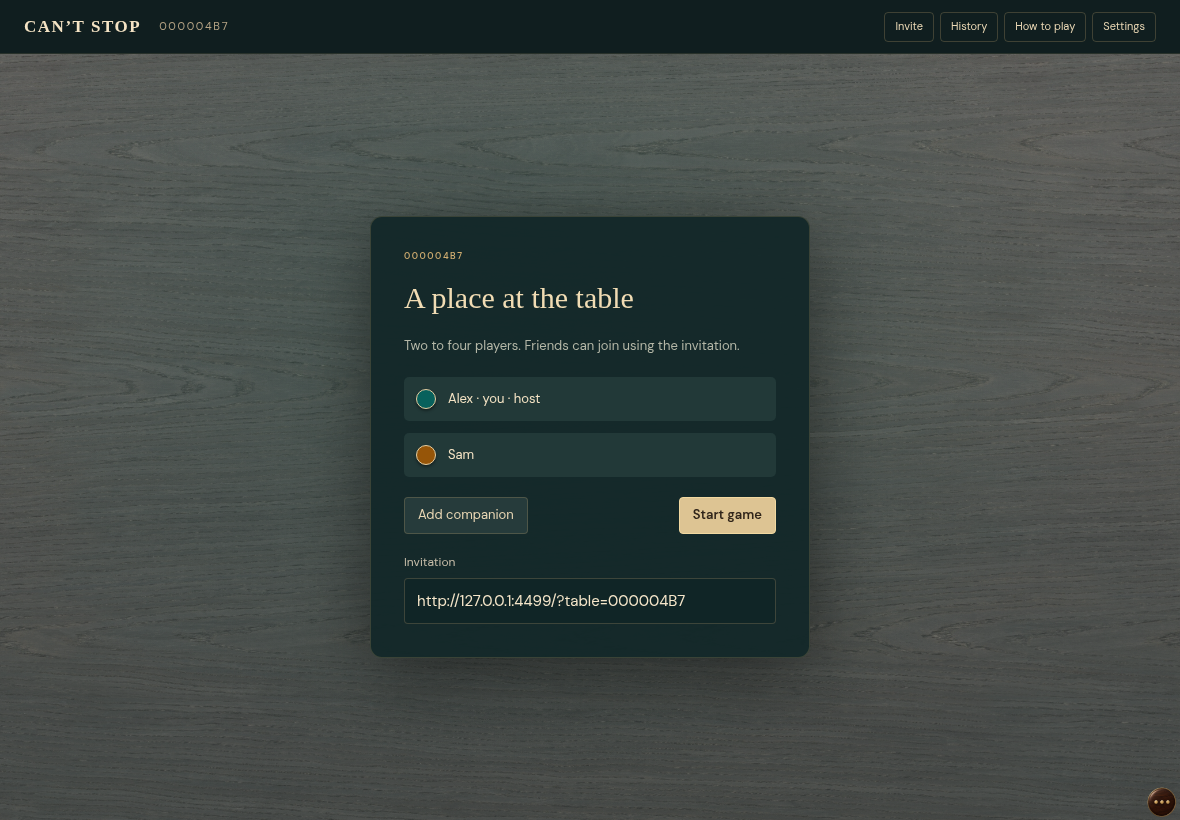 CAN’T STOP 000004B7 Invite History How to play Settings
000004B7
A place at the table
Two to four players. Friends can join using the invitation.
Alex · you · host
Sam
Add companion Start game
Invitation
http://127.0.0.1:4499/?table=000004B7